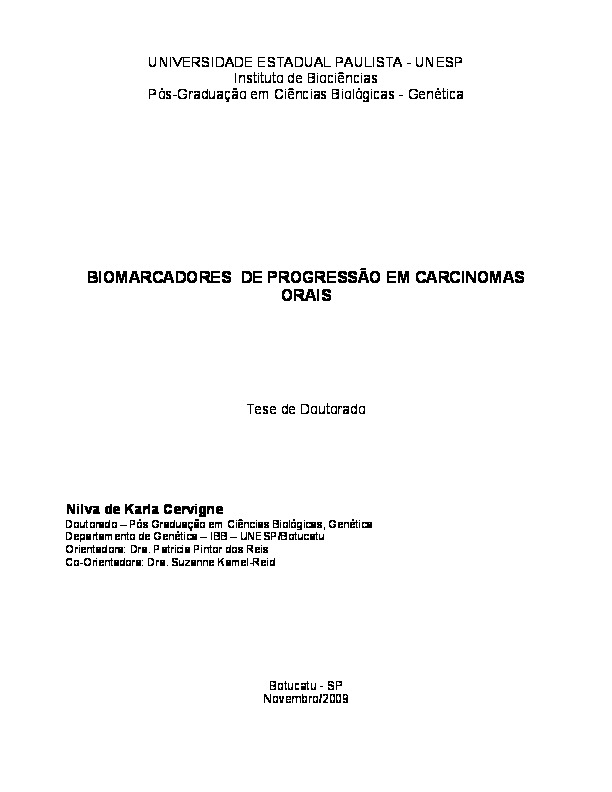 UNIVERSIDADE ESTADUAL PAULISTA - UNESP
Instituto de Biociências
Pós-Graduação em Ciências Biológicas - Genética
BIOMARCADORES DE PROGRESSÃO EM CARCINOMAS
ORAIS
Tese de Doutorado
Nilva de Karla Cervigne
Doutorado – Pós Graduação em Ciências Biológicas, Genética
Departamento de Genética – IBB – UNESP/Botucatu
Orientadora: Dra. Patricia Pintor dos Reis
Co-Orientadora: Dra. Suzanne Kamel-Reid
Botucatu - SP
Novembro/2009